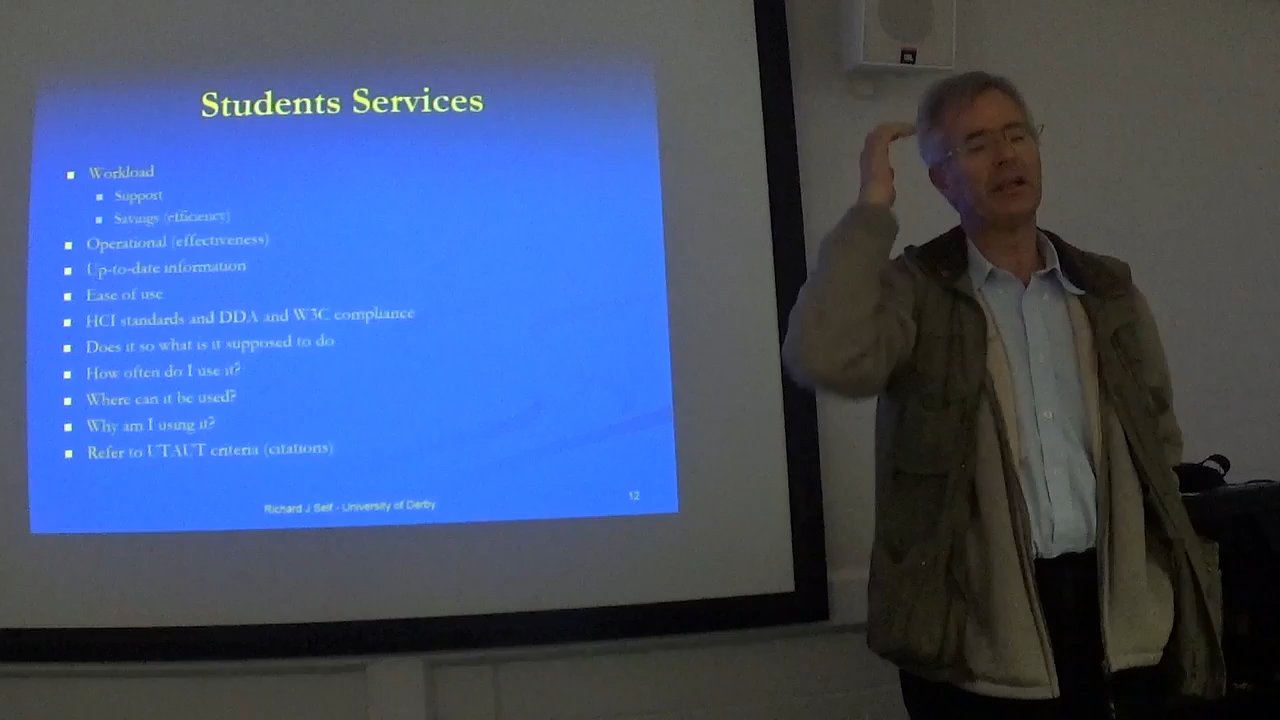 Students Services
Workload
Support
Savings (efficiency)
Operational (effectiveness)
Up-to-date information
Ease of use
HCI standards and DDA and W3C compliance
Does it so what is it supposed to do
How often do I use it?
Where can it be used?
Why am I using it?
Refer to UTAUT criteria (citations)
Richard J Self - University of Derby
12
JBL